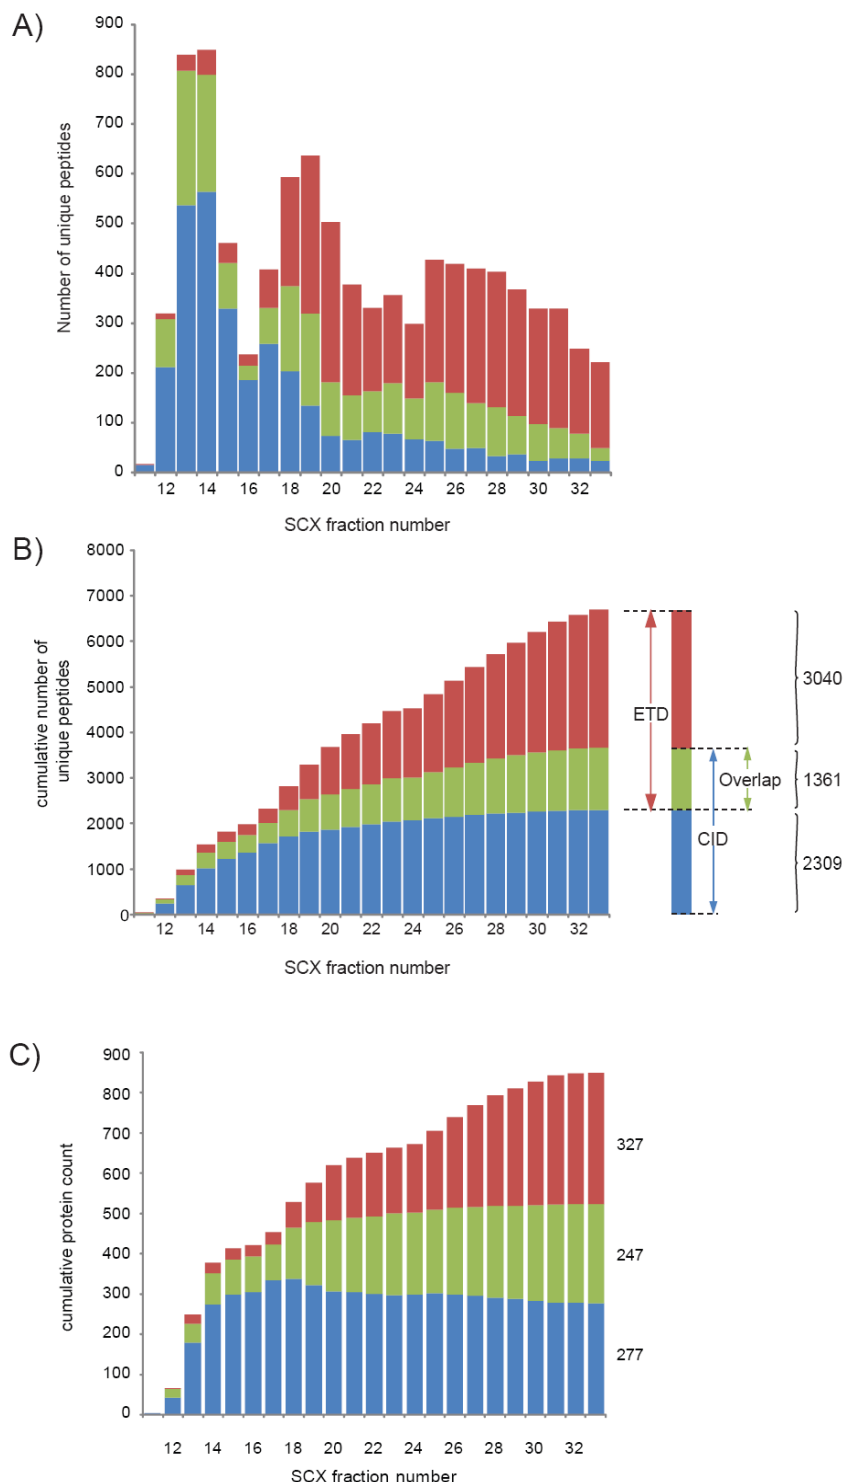 A)
Number of unique peptides
900
800
700
600
500
400
300
200
100
0
12 14 16 18 20 22 24 26 28 30 32
SCX fraction number
B)
cumulative number of
unique peptides
8000
7000
6000
5000
4000
3000
2000
1000
0
12 14 16 18 20 22 24 26 28 30 32
SCX fraction number
ETD
Overlap
CID
3040
1361
2309
C)
cumulative protein count
900
800
700
600
500
400
300
200
100
0
12 14 16 18 20 22 24 26 28 30 32
SCX fraction number
327
247
277